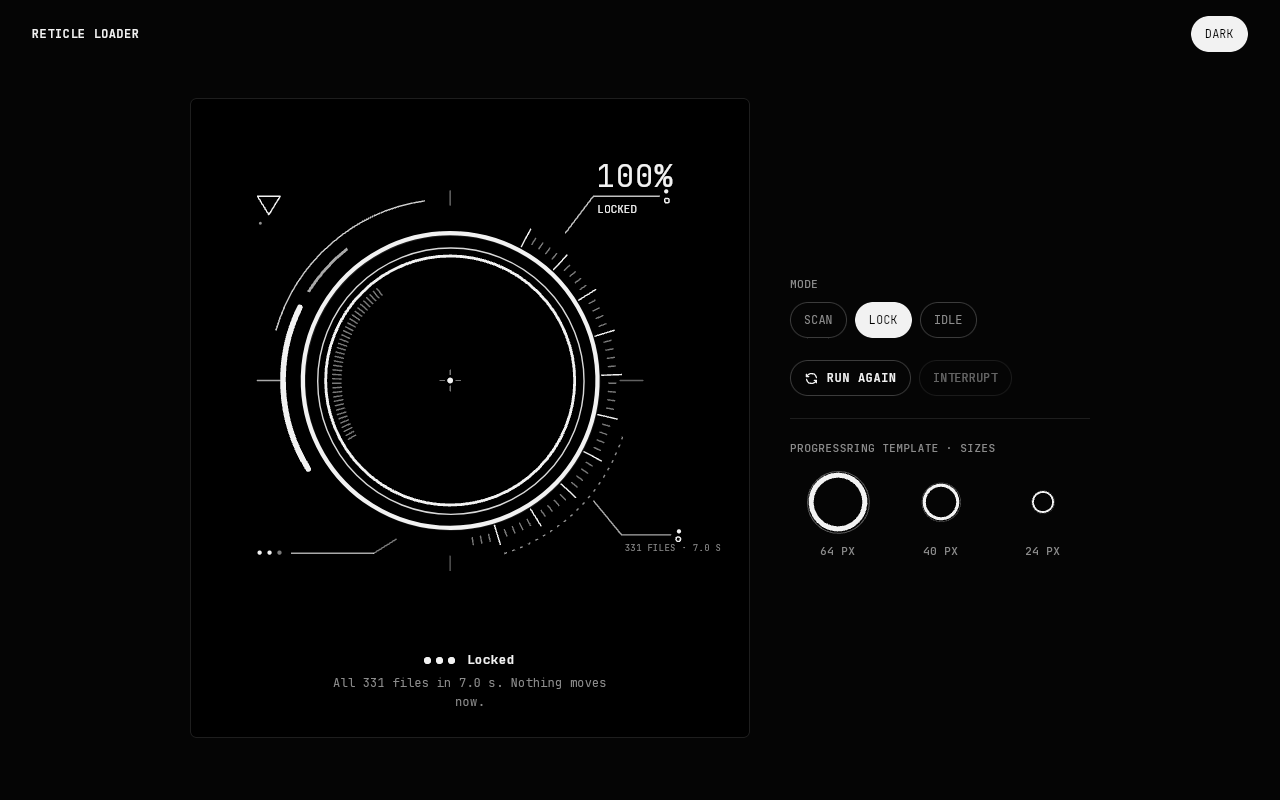 RETICLE LOADER
DARK
100%
LOCKED
331 FILES · 7.0 S
Locked
All 331 files in 7.0 s. Nothing moves
now.
MODE
SCAN
LOCK
IDLE
RUN AGAIN
INTERRUPT
PROGRESSRING TEMPLATE · SIZES
64 PX
40 PX
24 PX